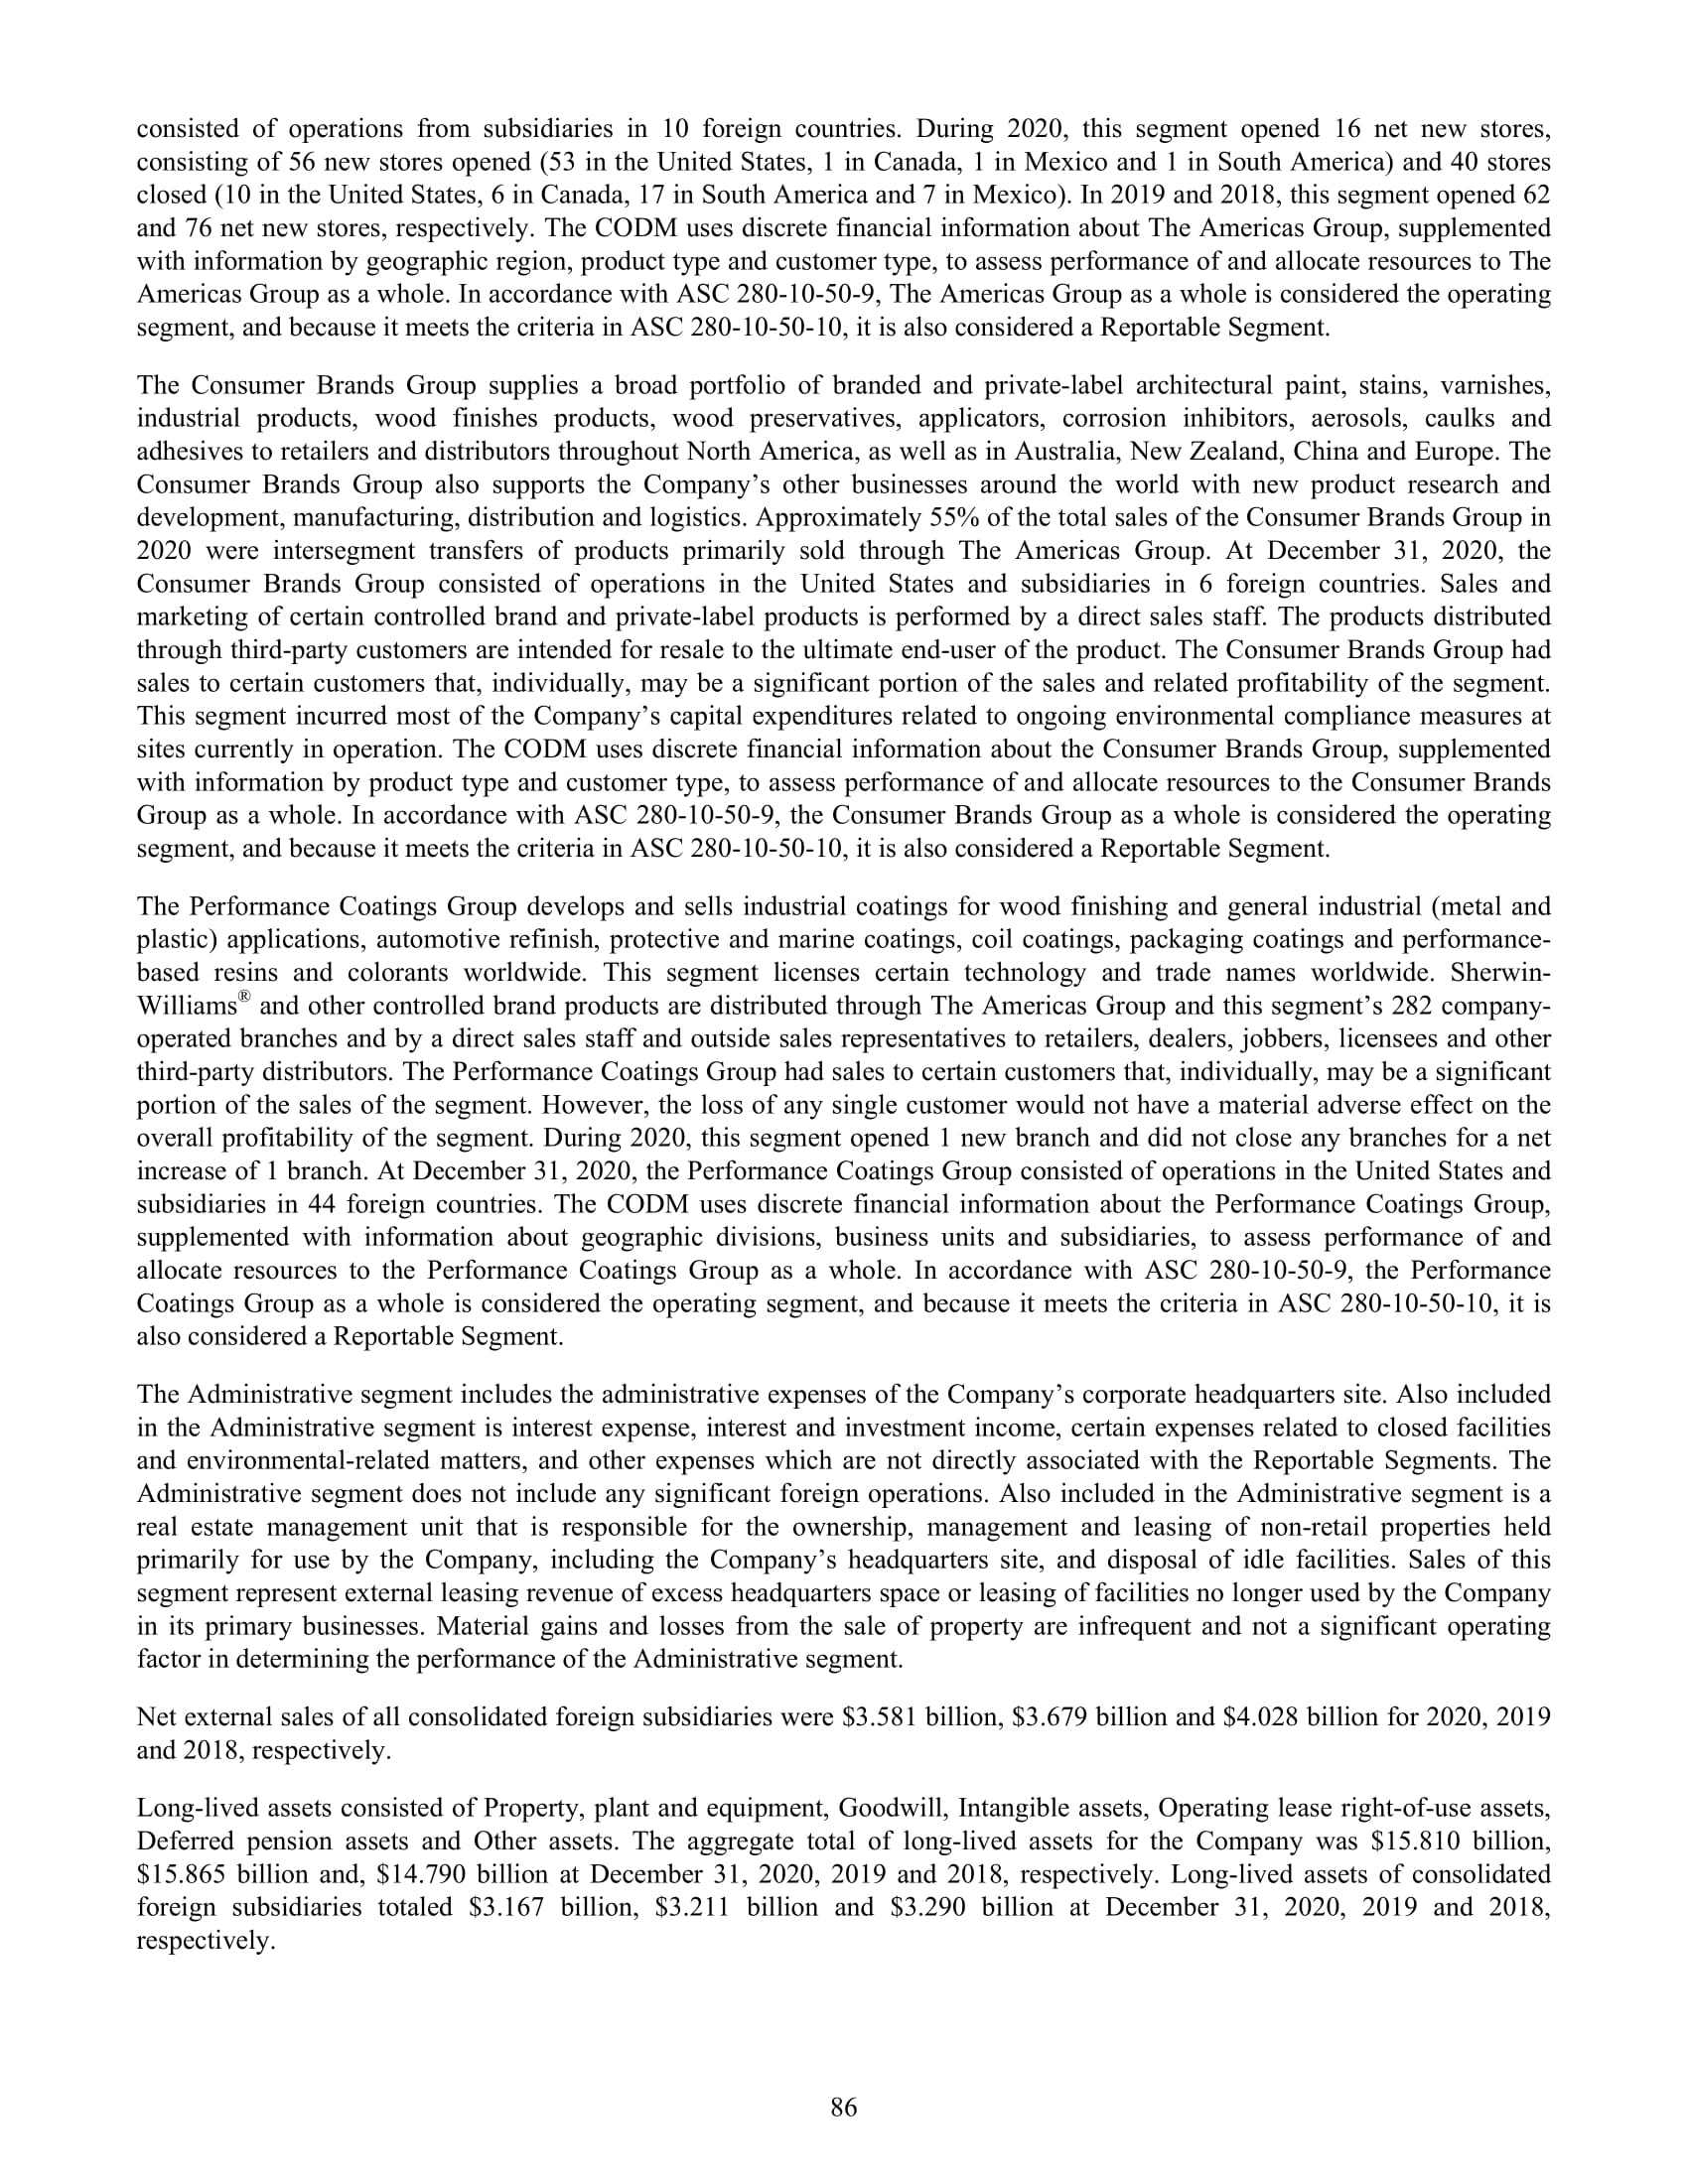 consisted of operations from subsidiaries in 10 foreign countries. During 2020, this segment opened 16 net new stores,
consisting of 56 new stores opened (53 in the United States, 1 in Canada, 1 in Mexico and 1 in South America) and 40 stores
closed (10 in the United States, 6 in Canada, 17 in South America and 7 in Mexico). In 2019 and 2018, this segment opened 62
and 76 net new stores, respectively. The CODM uses discrete financial information about The Americas Group, supplemented
with information by geographic region, product type and customer type, to assess performance of and allocate resources to The
Americas Group as a whole. In accordance with ASC 280-10-50-9, The Americas Group as a whole is considered the operating
segment, and because it meets the criteria in ASC 280-10-50-10, it is also considered a Reportable Segment.
The Consumer Brands Group supplies a broad portfolio of branded and private-label architectural paint, stains, varnishes,
industrial products, wood finishes products, wood preservatives, applicators, corrosion inhibitors, aerosols, caulks and
adhesives to retailers and distributors throughout North America, as well as in Australia, New Zealand, China and Europe. The
Consumer Brands Group also supports the Company’s other businesses around the world with new product research and
development, manufacturing, distribution and logistics. Approximately 55% of the total sales of the Consumer Brands Group in
2020 were intersegment transfers of products primarily sold through The Americas Group. At December 31, 2020, the
Consumer Brands Group consisted of operations in the United States and subsidiaries in 6 foreign countries. Sales and
marketing of certain controlled brand and private-label products is performed by a direct sales staff. The products distributed
through third-party customers are intended for resale to the ultimate end-user of the product. The Consumer Brands Group had
sales to certain customers that, individually, may be a significant portion of the sales and related profitability of the segment.
This segment incurred most of the Company’s capital expenditures related to ongoing environmental compliance measures at
sites currently in operation. The CODM uses discrete financial information about the Consumer Brands Group, supplemented
with information by product type and customer type, to assess performance of and allocate resources to the Consumer Brands
Group as a whole. In accordance with ASC 280-10-50-9, the Consumer Brands Group as a whole is considered the operating
segment, and because it meets the criteria in ASC 280-10-50-10, it is also considered a Reportable Segment.
The Performance Coatings Group develops and sells industrial coatings for wood finishing and general industrial (metal and
plastic) applications, automotive refinish, protective and marine coatings, coil coatings, packaging coatings and performance-
based resins and colorants worldwide. This segment licenses certain technology and trade names worldwide. Sherwin-
Williams® and other controlled brand products are distributed through The Americas Group and this segment’s 282 company-
operated branches and by a direct sales staff and outside sales representatives to retailers, dealers, jobbers, licensees and other
third-party distributors. The Performance Coatings Group had sales to certain customers that, individually, may be a significant
portion of the sales of the segment. However, the loss of any single customer would not have a material adverse effect on the
overall profitability of the segment. During 2020, this segment opened 1 new branch and did not close any branches for a net
increase of 1 branch. At December 31, 2020, the Performance Coatings Group consisted of operations in the United States and
subsidiaries in 44 foreign countries. The CODM uses discrete financial information about the Performance Coatings Group,
supplemented with information about geographic divisions, business units and subsidiaries, to assess performance of and
allocate resources to the Performance Coatings Group as a whole. In accordance with ASC 280-10-50-9, the Performance
Coatings Group as a whole is considered the operating segment, and because it meets the criteria in ASC 280-10-50-10, it is
also considered a Reportable Segment.
The Administrative segment includes the administrative expenses of the Company’s corporate headquarters site. Also included
in the Administrative segment is interest expense, interest and investment income, certain expenses related to closed facilities
and environmental-related matters, and other expenses which are not directly associated with the Reportable Segments. The
Administrative segment does not include any significant foreign operations. Also included in the Administrative segment is a
real estate management unit that is responsible for the ownership, management and leasing of non-retail properties held
primarily for use by the Company, including the Company’s headquarters site, and disposal of idle facilities. Sales of this
segment represent external leasing revenue of excess headquarters space or leasing of facilities no longer used by the Company
in its primary businesses. Material gains and losses from the sale of property are infrequent and not a significant operating
factor in determining the performance of the Administrative segment.
Net external sales of all consolidated foreign subsidiaries were $3.581 billion, $3.679 billion and $4.028 billion for 2020, 2019
and 2018, respectively.
Long-lived assets consisted of Property, plant and equipment, Goodwill, Intangible assets, Operating lease right-of-use assets,
Deferred pension assets and Other assets. The aggregate total of long-lived assets for the Company was $15.810 billion,
$15.865 billion and, $14.790 billion at December 31, 2020, 2019 and 2018, respectively. Long-lived assets of consolidated
foreign subsidiaries totaled $3.167 billion, $3.211 billion and $3.290 billion at December 31, 2020, 2019 and 2018,
respectively.
86